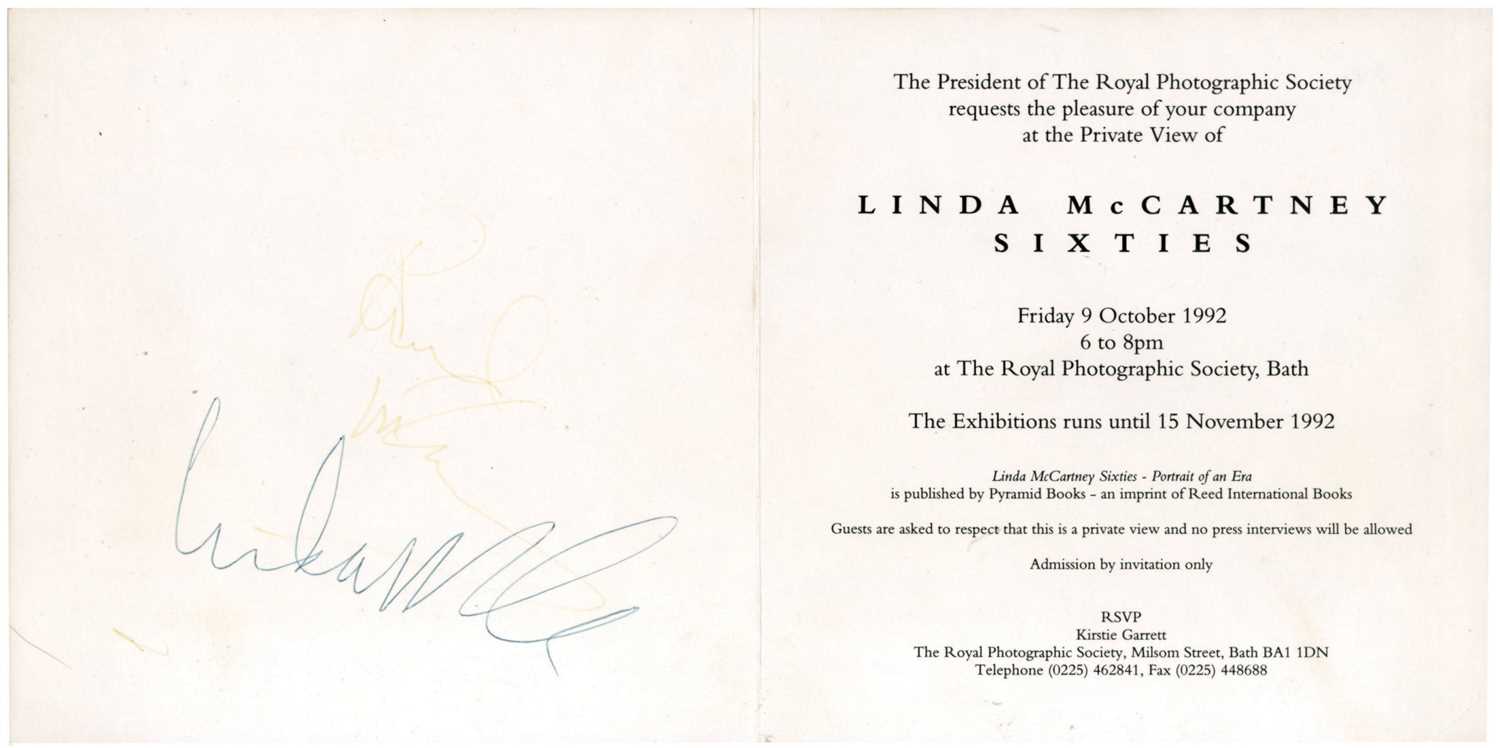 Linda Mc
The President of The Royal Photographic Society
requests the pleasure of your company
at the Private View of
LINDA McCARTNEY
SIXTIES
Friday 9 October 1992
6 to 8pm
at The Royal Photographic Society, Bath
The Exhibitions runs until 15 November 1992
Linda McCartney Sixties - Portrait of an Era
is published by Pyramid Books - an imprint of Reed International Books
Guests are asked to respect that this is a private view and no press interviews will be allowed
Admission by invitation only
RSVP
Kirstie Garrett
The Royal Photographic Society, Milsom Street, Bath BA1 1DN
Telephone (0225) 462841, Fax (0225) 448688